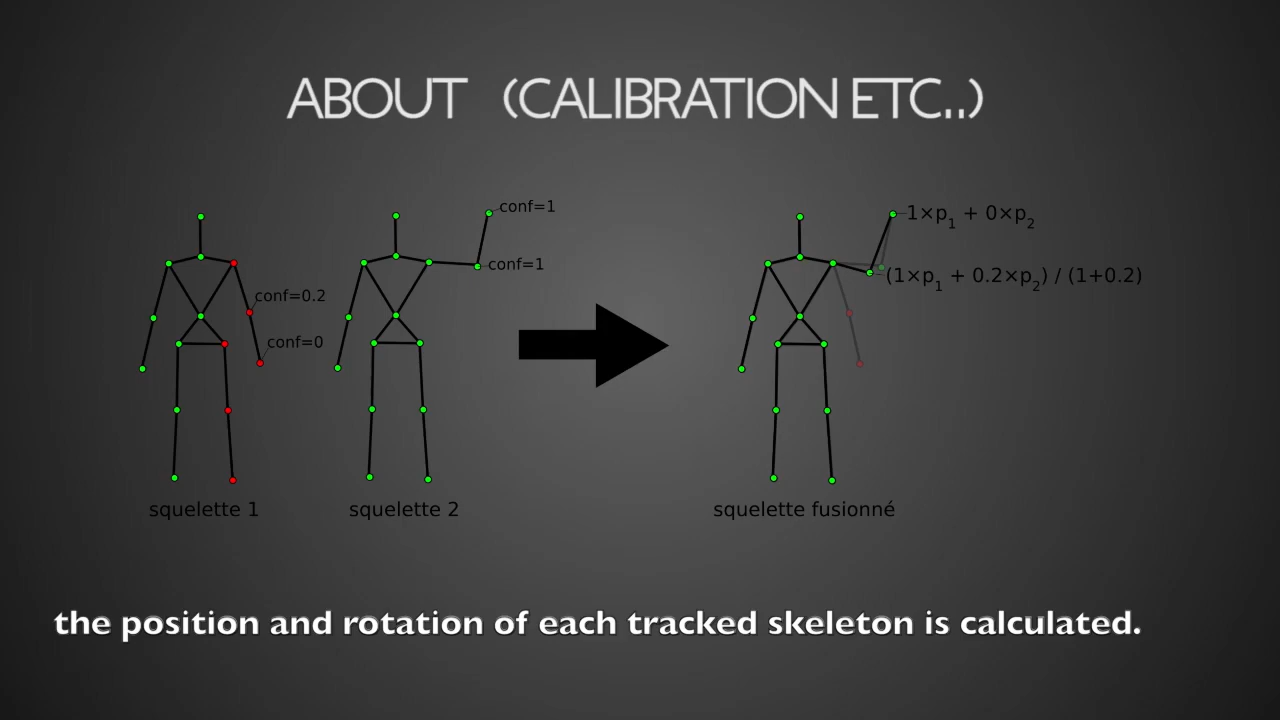 ABOUT (CALIBRATION ETC..)
conf=1
conf=1
conf=0.2
conf=0
1×p1 + 0×p2
(1×p1 + 0.2×p2) / (1+0.2)
squelette 1
squelette 2
squelette fusionné
the position and rotation of each tracked skeleton is calculated.